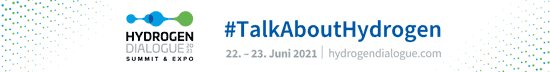 HYDROGEN
DIALOGUE 2021
SUMMIT & EXPO
#TalkAboutHydrogen
22. – 23. Juni 2021 | hydrogendialogue.com